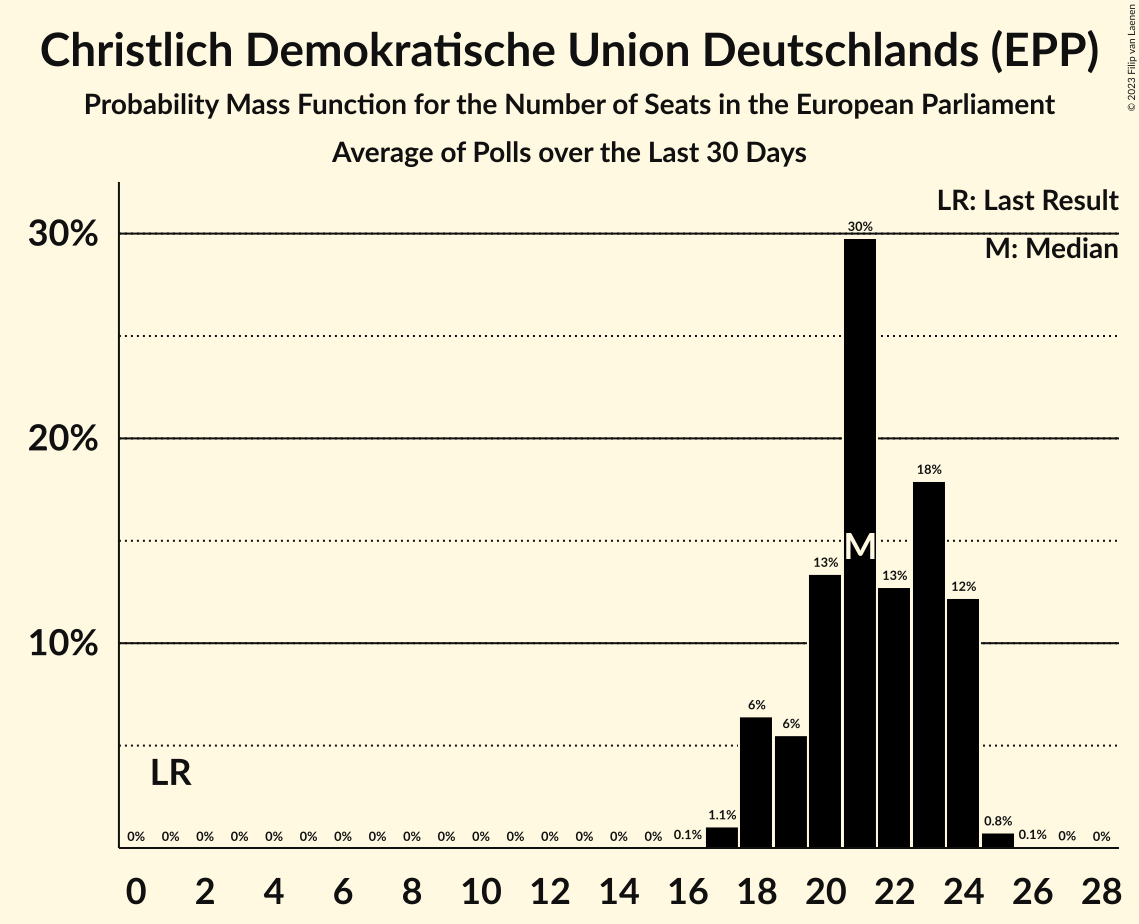 Christlich Demokratische Union Deutschlands (EPP)
Probability Mass Function for the Number of Seats in the European Parliament
Average of Polls over the Last 30 Days
© 2023 Filip van Laenen
LR: Last Result
M: Median
30%
20%
10%
30%
18%
M
13%
13%
12%
6%
6%
LR
0% 0% 0% 0% 0% 0% 0% 0% 0% 0% 0% 0% 0% 0% 0% 0% 0.1% 1.1% 0.8% 0.1% 0% 0%
0 2 4 6 8 10 12 14 16 18 20 22 24 26 28